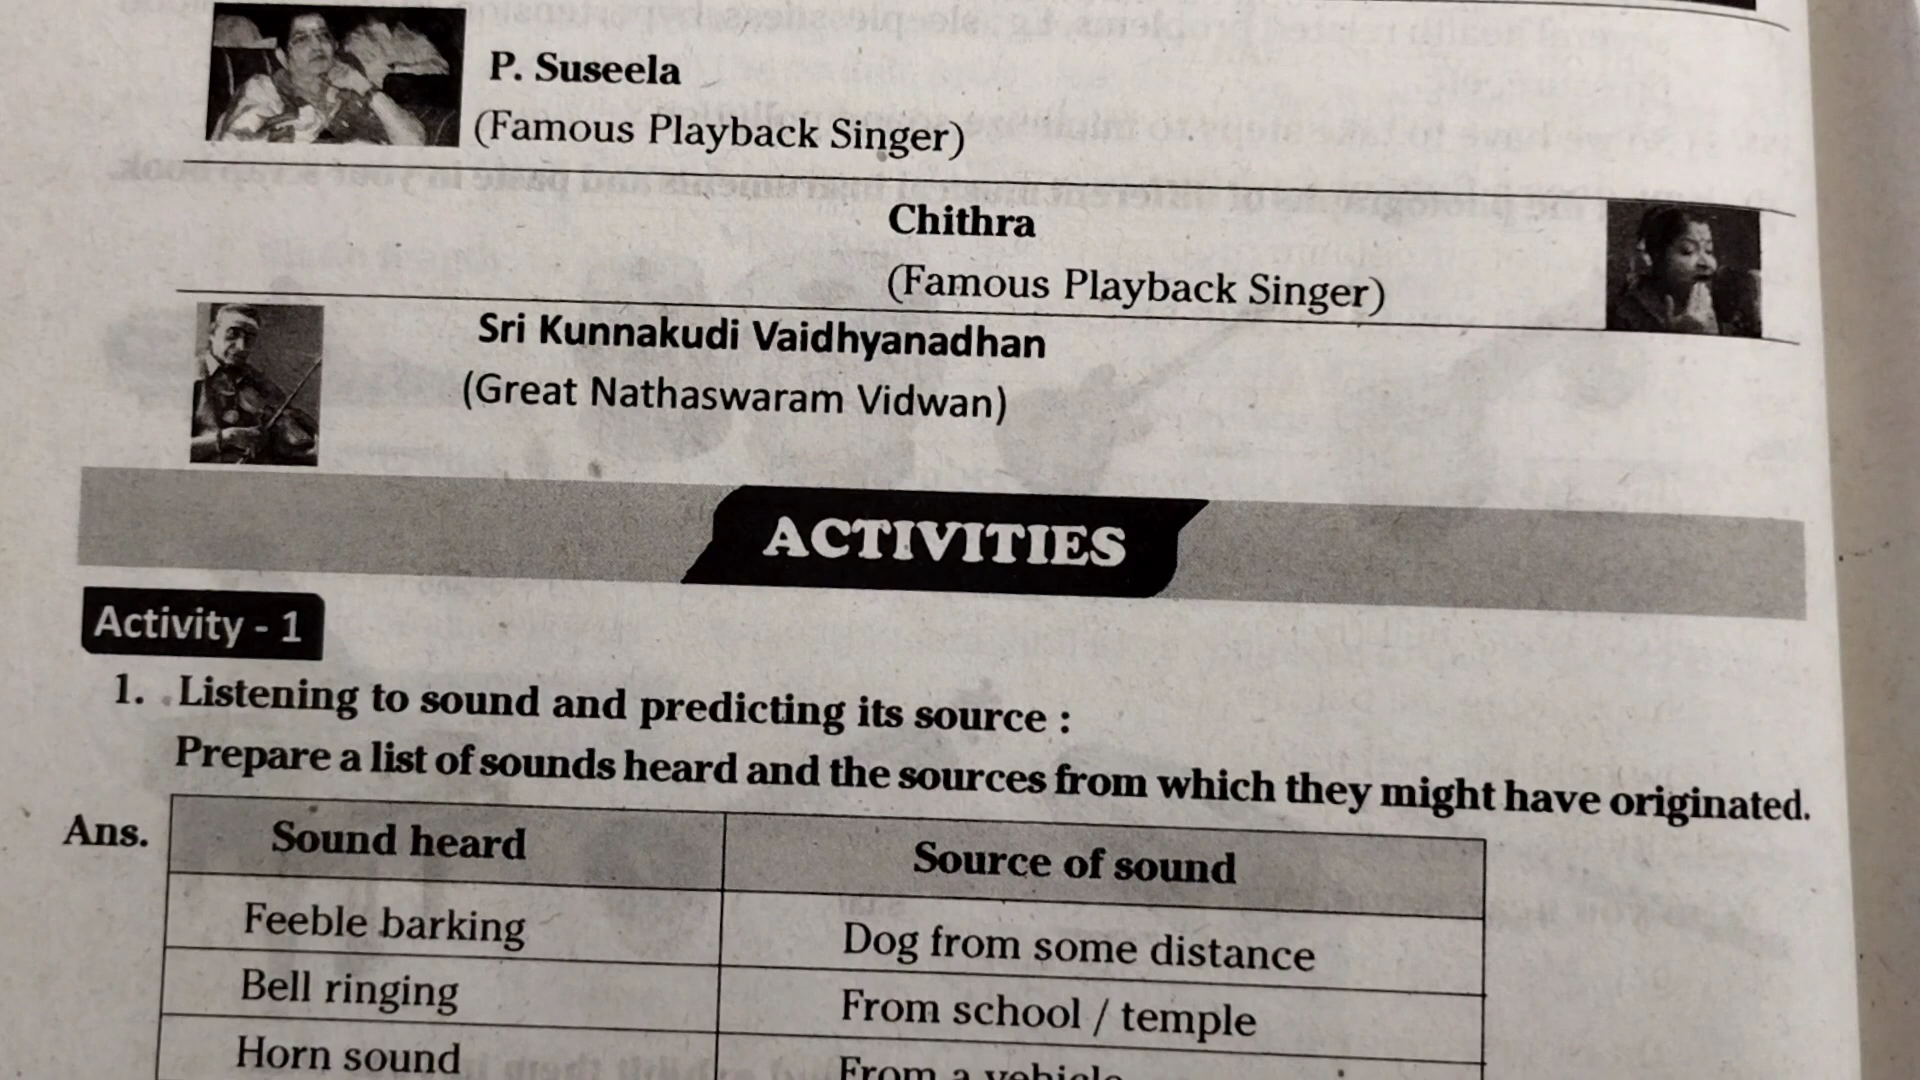 P. Suseela
(Famous Playback Singer)
Chithra
(Famous Playback Singer)
Sri Kunnakudi Vaidhyanadhan
(Great Nathaswaram Vidwan)
ACTIVITIES
Activity - 1
1. Listening to sound and predicting its source :
Prepare a list of sounds heard and the sources from which they might have originated.
Ans. Sound heard Source of sound
Feeble barking Dog from some distance
Bell ringing From school / temple
Horn sound From a vehicle